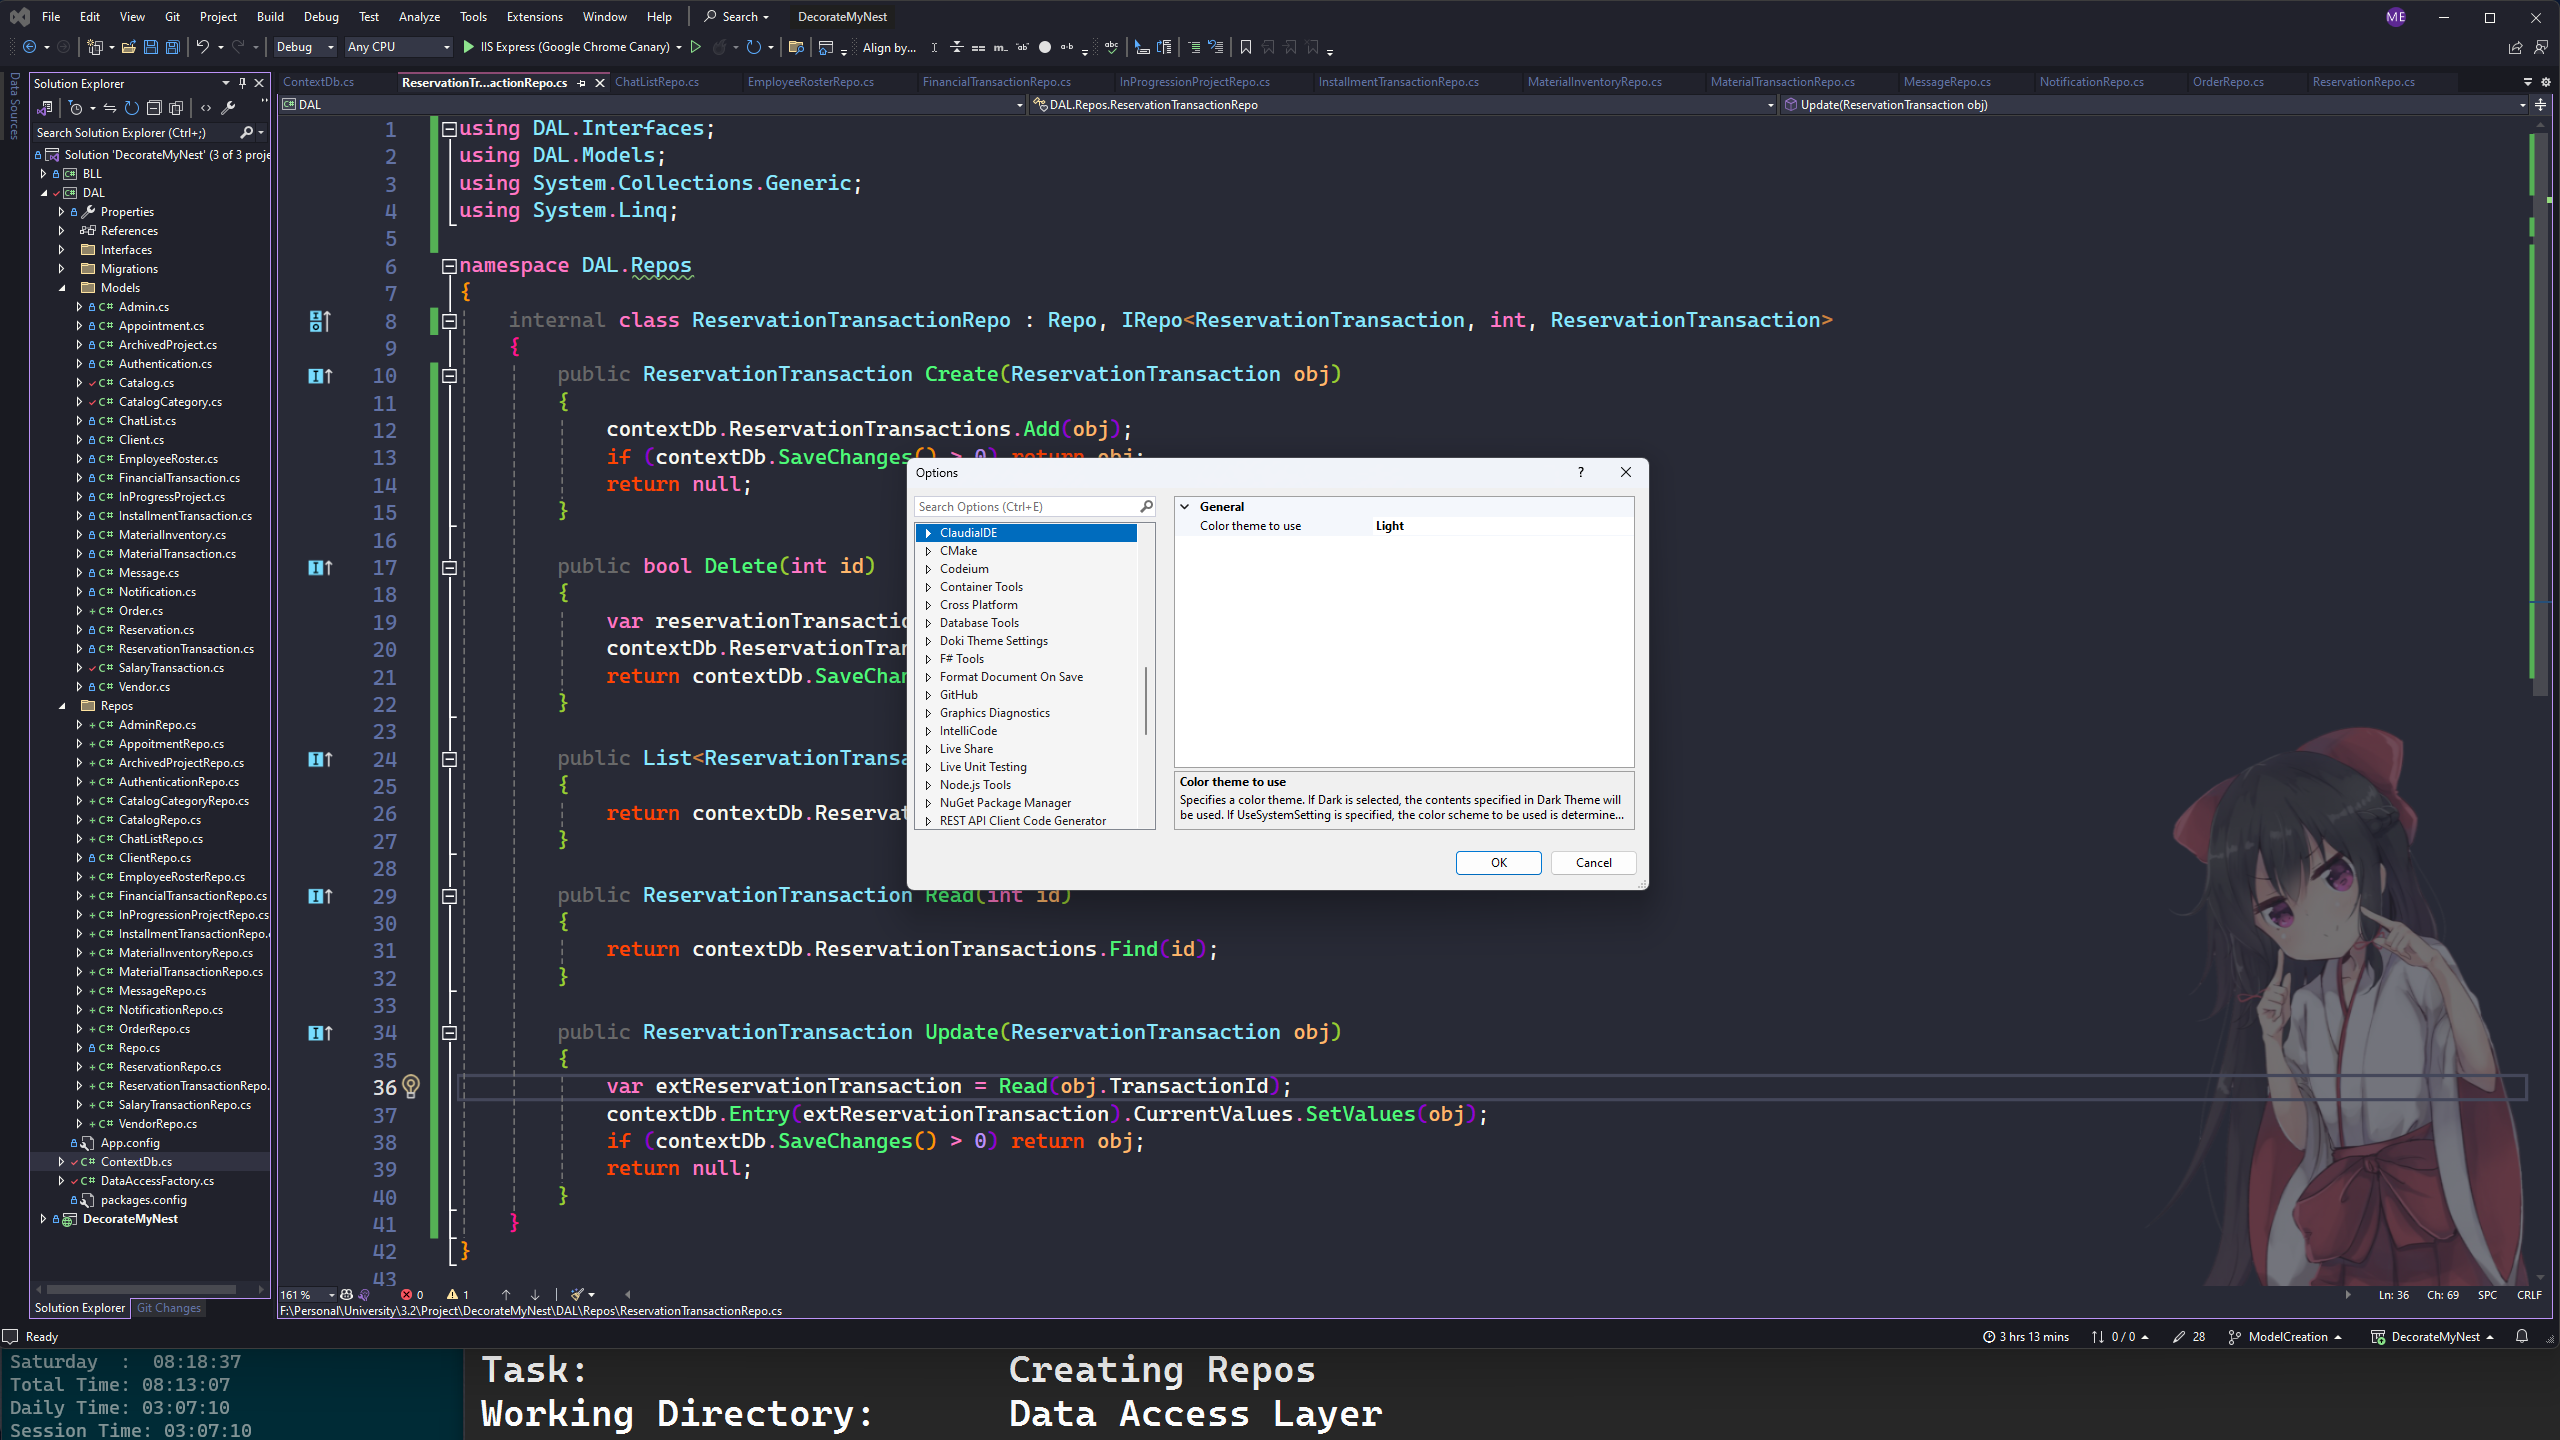 File Edit View Git Project Build Debug Test Analyze Tools Extensions Window Help Search DecorateMyNest ME
Debug Any CPU IIS Express (Google Chrome Canary) Align by...
Data Sources
Solution Explorer
Search Solution Explorer (Ctrl+;)
Solution 'DecorateMyNest' (3 of 3 proje
BLL
DAL
Properties
References
Interfaces
Migrations
Models
C# Admin.cs
C# Appointment.cs
C# ArchivedProject.cs
C# Authentication.cs
C# Catalog.cs
C# CatalogCategory.cs
C# ChatList.cs
C# Client.cs
C# EmployeeRoster.cs
C# FinancialTransaction.cs
C# InProgressProject.cs
C# InstallmentTransaction.cs
C# MaterialInventory.cs
C# MaterialTransaction.cs
C# Message.cs
C# Notification.cs
C# Order.cs
C# Reservation.cs
C# ReservationTransaction.cs
C# SalaryTransaction.cs
C# Vendor.cs
Repos
C# AdminRepo.cs
C# AppoitmentRepo.cs
C# ArchivedProjectRepo.cs
C# AuthenticationRepo.cs
C# CatalogCategoryRepo.cs
C# CatalogRepo.cs
C# ChatListRepo.cs
C# ClientRepo.cs
C# EmployeeRosterRepo.cs
C# FinancialTransactionRepo.cs
C# InProgressionProjectRepo.cs
C# InstallmentTransactionRepo.
C# MaterialInventoryRepo.cs
C# MaterialTransactionRepo.cs
C# MessageRepo.cs
C# NotificationRepo.cs
C# OrderRepo.cs
C# Repo.cs
C# ReservationRepo.cs
C# ReservationTransactionRepo.
C# SalaryTransactionRepo.cs
C# VendorRepo.cs
App.config
C# ContextDb.cs
C# DataAccessFactory.cs
packages.config
DecorateMyNest
Solution Explorer Git Changes
ContextDb.cs ReservationTr...actionRepo.cs ChatListRepo.cs EmployeeRosterRepo.cs FinancialTransactionRepo.cs InProgressionProjectRepo.cs InstallmentTransactionRepo.cs MaterialInventoryRepo.cs MaterialTransactionRepo.cs MessageRepo.cs NotificationRepo.cs OrderRepo.cs ReservationRepo.cs
C# DAL DAL.Repos.ReservationTransactionRepo Update(ReservationTransaction obj)
1 using DAL.Interfaces;
2 using DAL.Models;
3 using System.Collections.Generic;
4 using System.Linq;
5
6 namespace DAL.Repos
7 {
8 internal class ReservationTransactionRepo : Repo, IRepo<ReservationTransaction, int, ReservationTransaction>
9 {
10 public ReservationTransaction Create(ReservationTransaction obj)
11 {
12 contextDb.ReservationTransactions.Add(obj);
13 if (contextDb.SaveChanges() > 0) return obj;
14 return null;
15 }
16
17 public bool Delete(int id)
18 {
19 var reservationTransactio
20 contextDb.ReservationTran
21 return contextDb.SaveChan
22 }
23
24 public List<ReservationTransa
25 {
26 return contextDb.Reservat
27 }
28
29 public ReservationTransaction Read(int id)
30 {
31 return contextDb.ReservationTransactions.Find(id);
32 }
33
34 public ReservationTransaction Update(ReservationTransaction obj)
35 {
36 var extReservationTransaction = Read(obj.TransactionId);
37 contextDb.Entry(extReservationTransaction).CurrentValues.SetValues(obj);
38 if (contextDb.SaveChanges() > 0) return obj;
39 return null;
40 }
41 }
42 }
43
Options ?
Search Options (Ctrl+E)
ClaudiaIDE
CMake
Codeium
Container Tools
Cross Platform
Database Tools
Doki Theme Settings
F# Tools
Format Document On Save
GitHub
Graphics Diagnostics
IntelliCode
Live Share
Live Unit Testing
Node.js Tools
NuGet Package Manager
REST API Client Code Generator
General
Color theme to use Light
Color theme to use
Specifies a color theme. If Dark is selected, the contents specified in Dark Theme will
be used. If UseSystemSetting is specified, the color scheme to be used is determine...
OK Cancel
161 % 0 1 Ln: 36 Ch: 69 SPC CRLF
F:\Personal\University\3.2\Project\DecorateMyNest\DAL\Repos\ReservationTransactionRepo.cs
Ready 3 hrs 13 mins 0 / 0 28 ModelCreation DecorateMyNest
Saturday : 08:18:37
Total Time: 08:13:07
Daily Time: 03:07:10
Session Time: 03:07:10
Task: Creating Repos
Working Directory: Data Access Layer